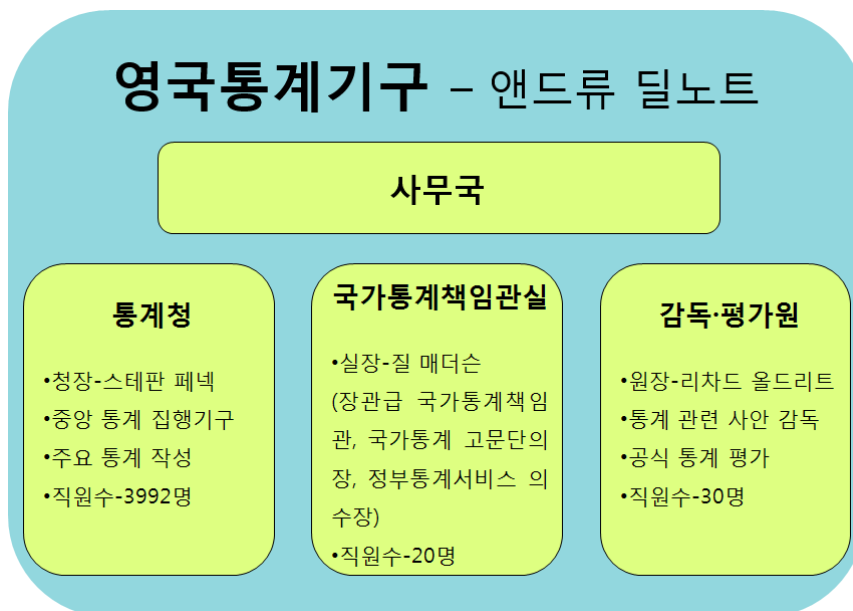 영국통계기구 – 앤드류 딜노트
사무국
통계청
•청장-스테판 페넥
•중앙 통계 집행기구
•주요 통계 작성
•직원수-3992명
국가통계책임관실
•실장-질 매더슨
(장관급 국가통계책임
관, 국가통계 고문단의
장, 정부통계서비스 의
수장)
•직원수-20명
감독·평가원
•원장-리차드 올드리트
•통계 관련 사안 감독
•공식 통계 평가
•직원수-30명